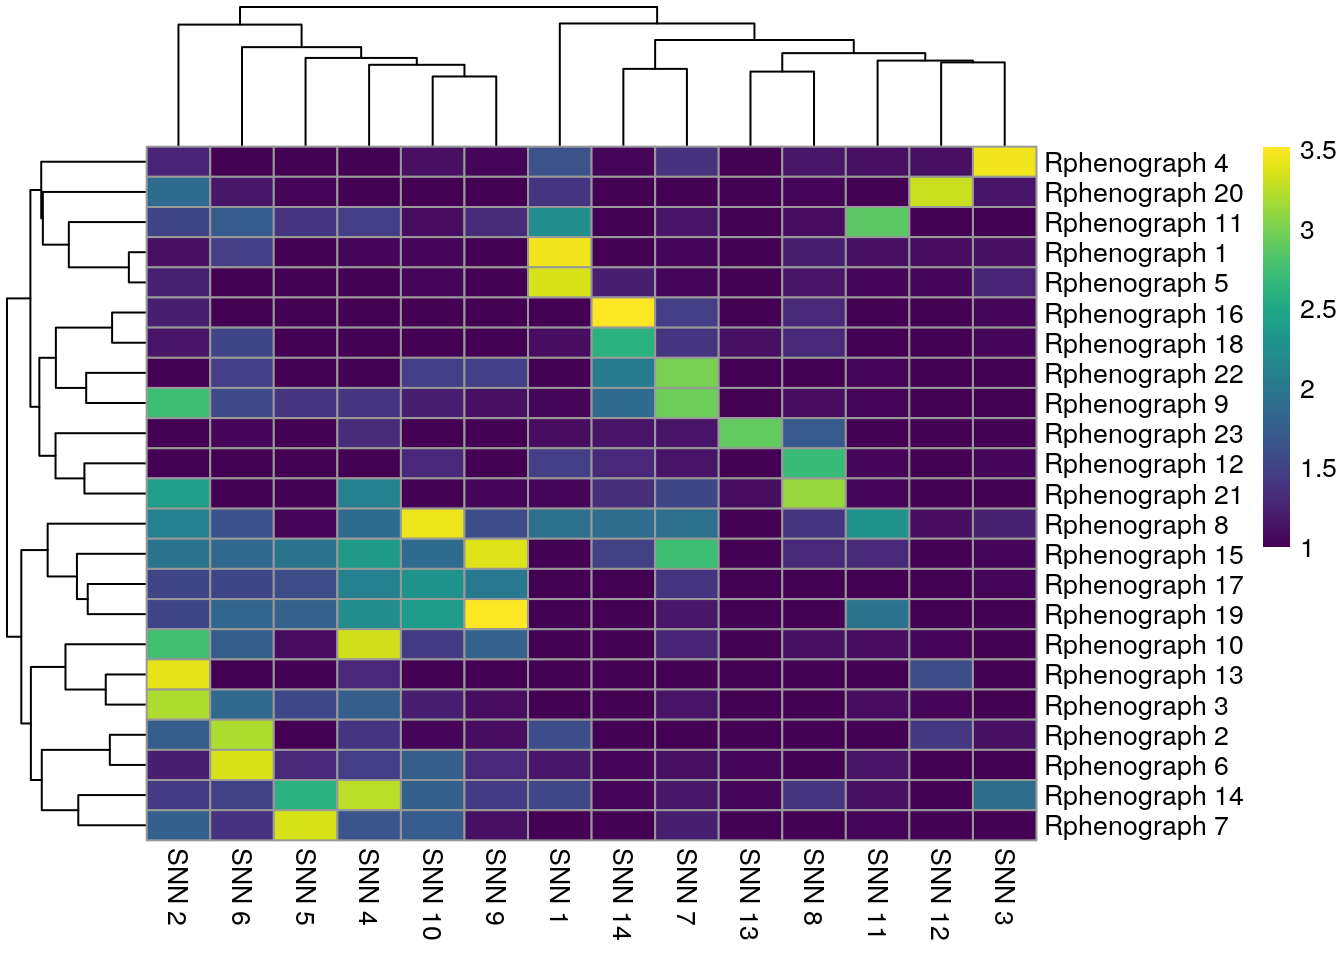 3.5
3
2.5
2
1.5
1
Rphenograph 4
Rphenograph 20
Rphenograph 11
Rphenograph 1
Rphenograph 5
Rphenograph 16
Rphenograph 18
Rphenograph 22
Rphenograph 9
Rphenograph 23
Rphenograph 12
Rphenograph 21
Rphenograph 8
Rphenograph 15
Rphenograph 17
Rphenograph 19
Rphenograph 10
Rphenograph 13
Rphenograph 3
Rphenograph 2
Rphenograph 6
Rphenograph 14
Rphenograph 7
SNN 2
SNN 6
SNN 5
SNN 4
SNN 10
SNN 9
SNN 1
SNN 14
SNN 7
SNN 13
SNN 8
SNN 11
SNN 12
SNN 3